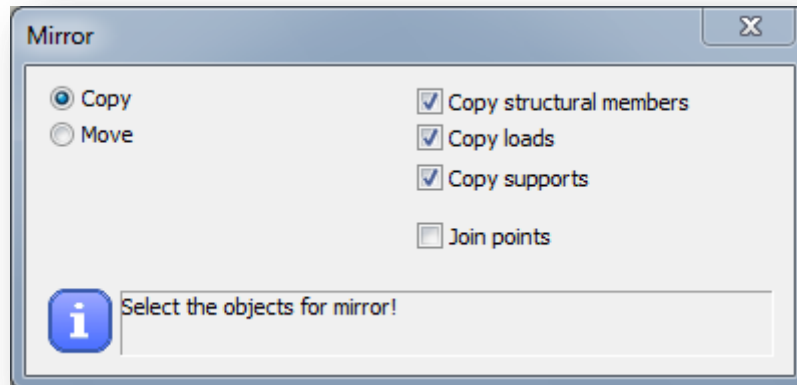 Mirror
Copy
Move
Copy structural members
Copy loads
Copy supports
Join points
Select the objects for mirror!